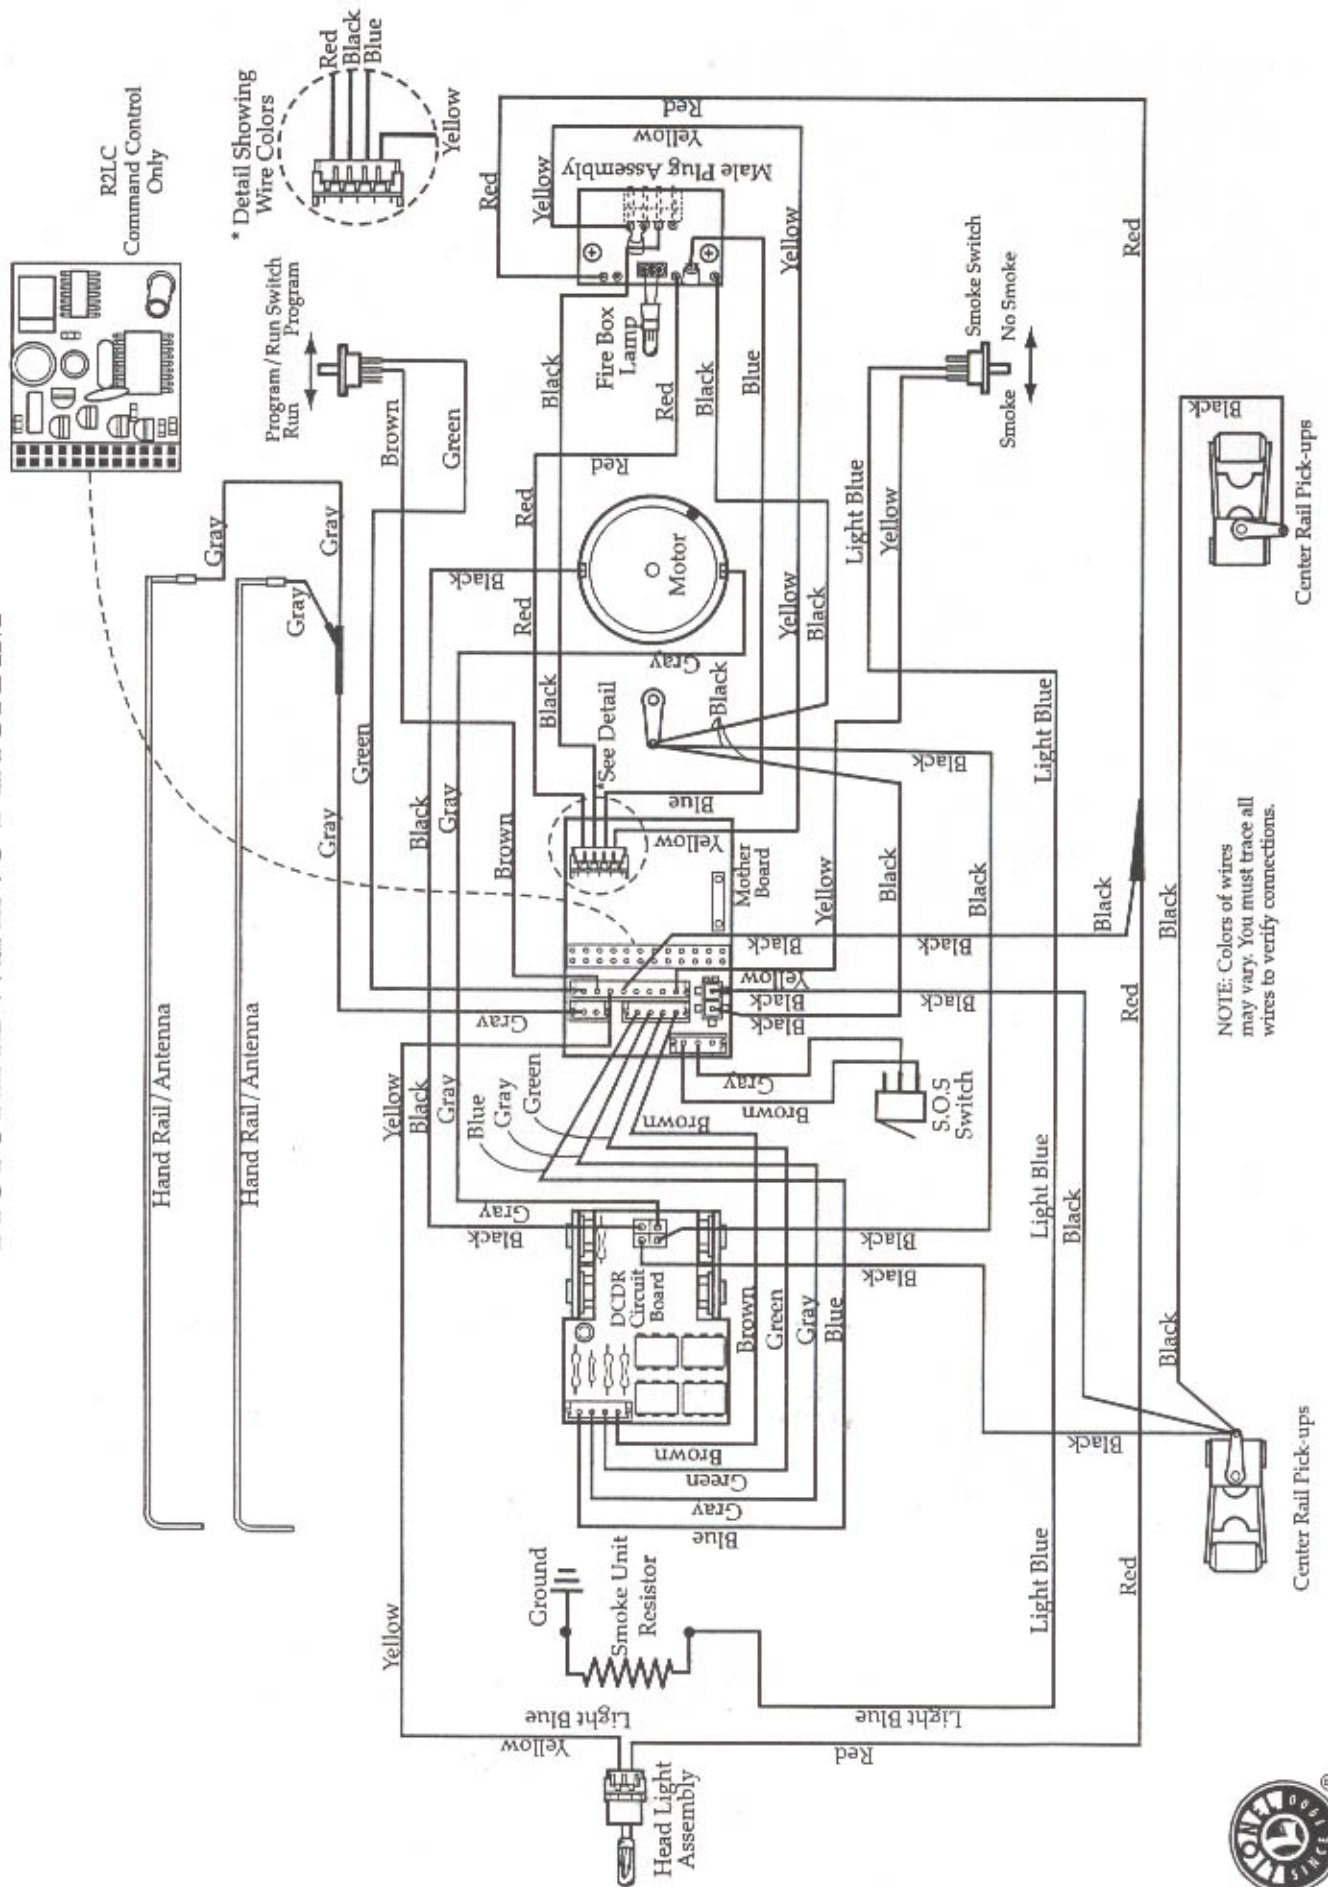 R2LC
Command Control
Only
* Detail Showing
Wire Colors
Red
Black
Blue
Yellow
Program/Run Switch
Run
Program
Brown
Green
Gray
Gray
Gray
Gray
Green
Hand Rail/Antenna
Hand Rail/Antenna
Red
Yellow
Male Plug Assembly
Yellow
Red
Fire Box
Lamp
Black
Red
Black
Blue
Yellow
Red
Red
Red
Black
Motor
Gray
Black
Yellow
Black
Light Blue
Yellow
Smoke Switch
Smoke
No Smoke
Red
Black
Center Rail Pick-ups
Black
Gray
Brown
Black
*See Detail
Blue
Black
Black
Light Blue
Yellow
Mother
Board
Yellow
Black
Black
Black
Black
Black
Black
NOTE: Colors of wires
may vary. You must trace all
wires to verify connections.
Gray
Yellow
Black
Black
Black
Red
Yellow
Black
Gray
Blue
Gray
Green
Brown
Gray
Brown
S.O.S
Switch
Light Blue
Black
Gray
Black
DCDR
Circuit
Board
Black
Black
Brown
Green
Gray
Blue
Black
Black
Brown
Green
Gray
Blue
Center Rail Pick-ups
Ground
Smoke Unit
Resistor
Light Blue
Red
Yellow
Light Blue
Yellow
Light Blue
Red
Head Light
Assembly
LIONEL
SINCE 1900
®